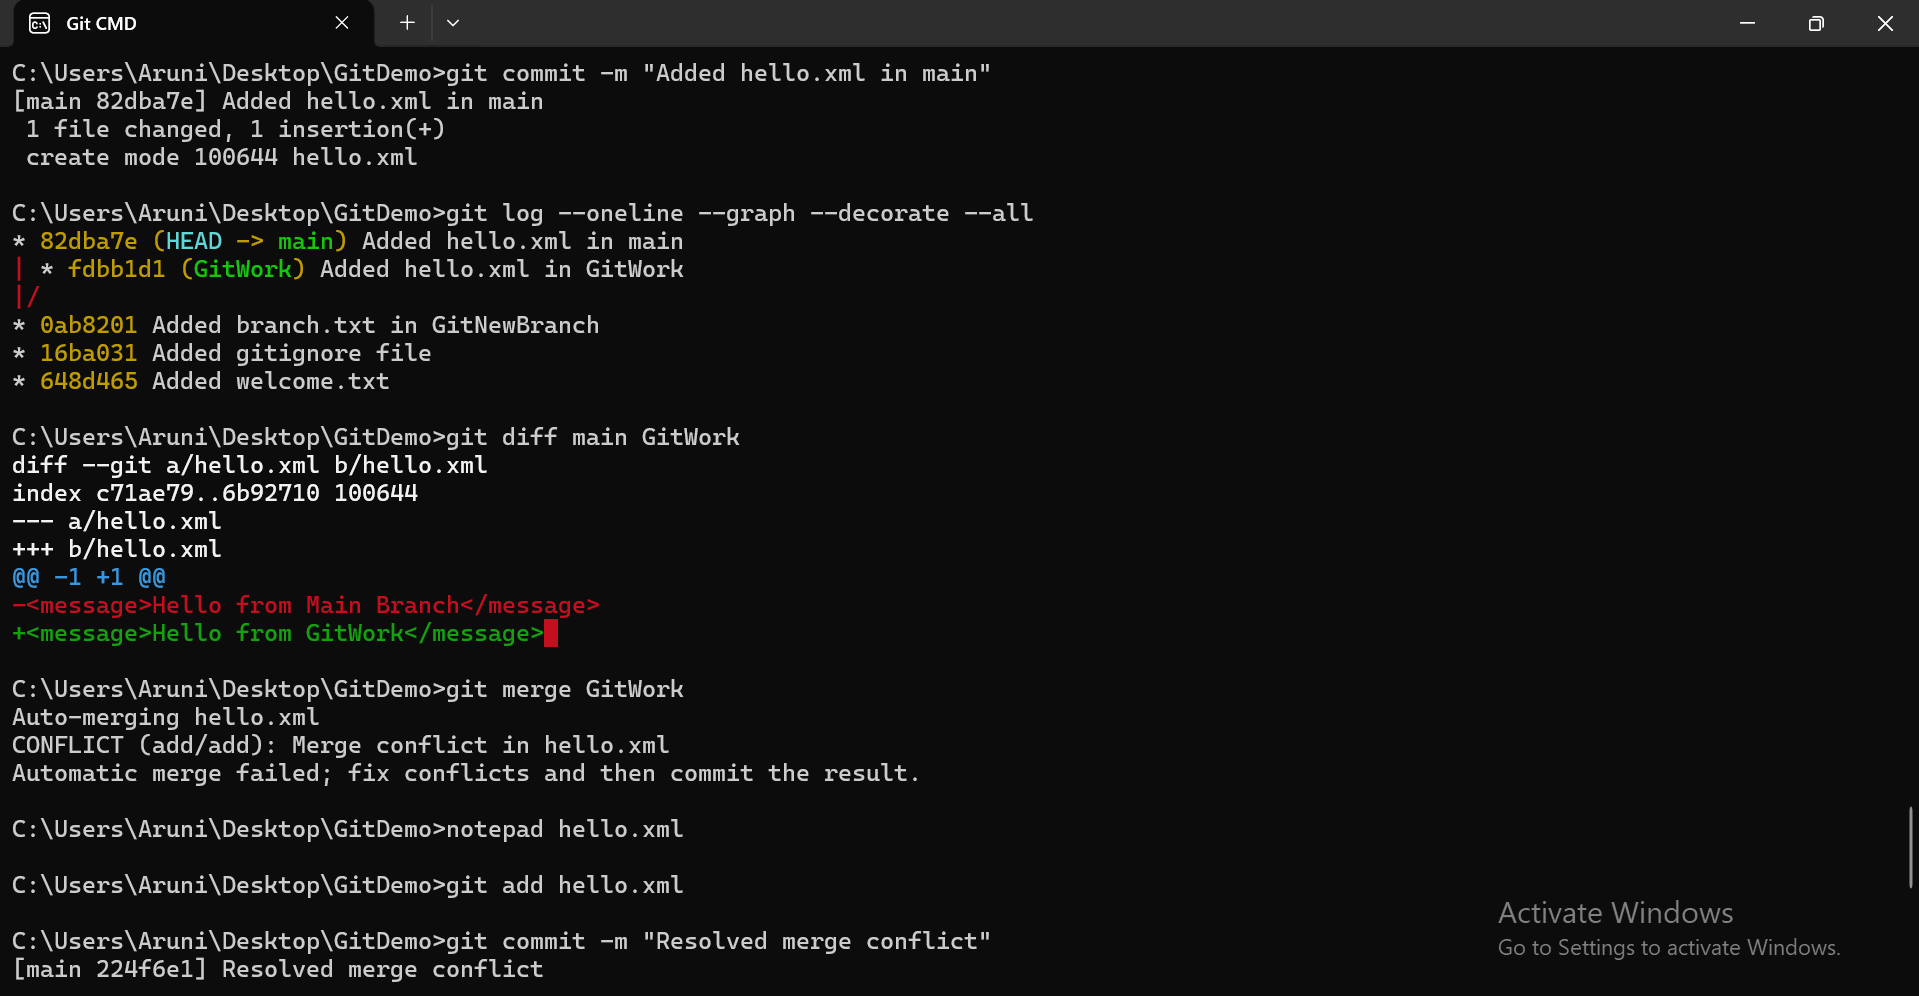 Git CMD
C:\Users\Aruni\Desktop\GitDemo>git commit -m "Added hello.xml in main"
[main 82dba7e] Added hello.xml in main
 1 file changed, 1 insertion(+)
 create mode 100644 hello.xml
C:\Users\Aruni\Desktop\GitDemo>git log --oneline --graph --decorate --all
* 82dba7e (HEAD -> main) Added hello.xml in main
| * fdbb1d1 (GitWork) Added hello.xml in GitWork
|/
* 0ab8201 Added branch.txt in GitNewBranch
* 16ba031 Added gitignore file
* 648d465 Added welcome.txt
C:\Users\Aruni\Desktop\GitDemo>git diff main GitWork
diff --git a/hello.xml b/hello.xml
index c71ae79..6b92710 100644
--- a/hello.xml
+++ b/hello.xml
@@ -1 +1 @@
-<message>Hello from Main Branch</message>
+<message>Hello from GitWork</message>
C:\Users\Aruni\Desktop\GitDemo>git merge GitWork
Auto-merging hello.xml
CONFLICT (add/add): Merge conflict in hello.xml
Automatic merge failed; fix conflicts and then commit the result.
C:\Users\Aruni\Desktop\GitDemo>notepad hello.xml
C:\Users\Aruni\Desktop\GitDemo>git add hello.xml
C:\Users\Aruni\Desktop\GitDemo>git commit -m "Resolved merge conflict"
[main 224f6e1] Resolved merge conflict
Activate Windows
Go to Settings to activate Windows.